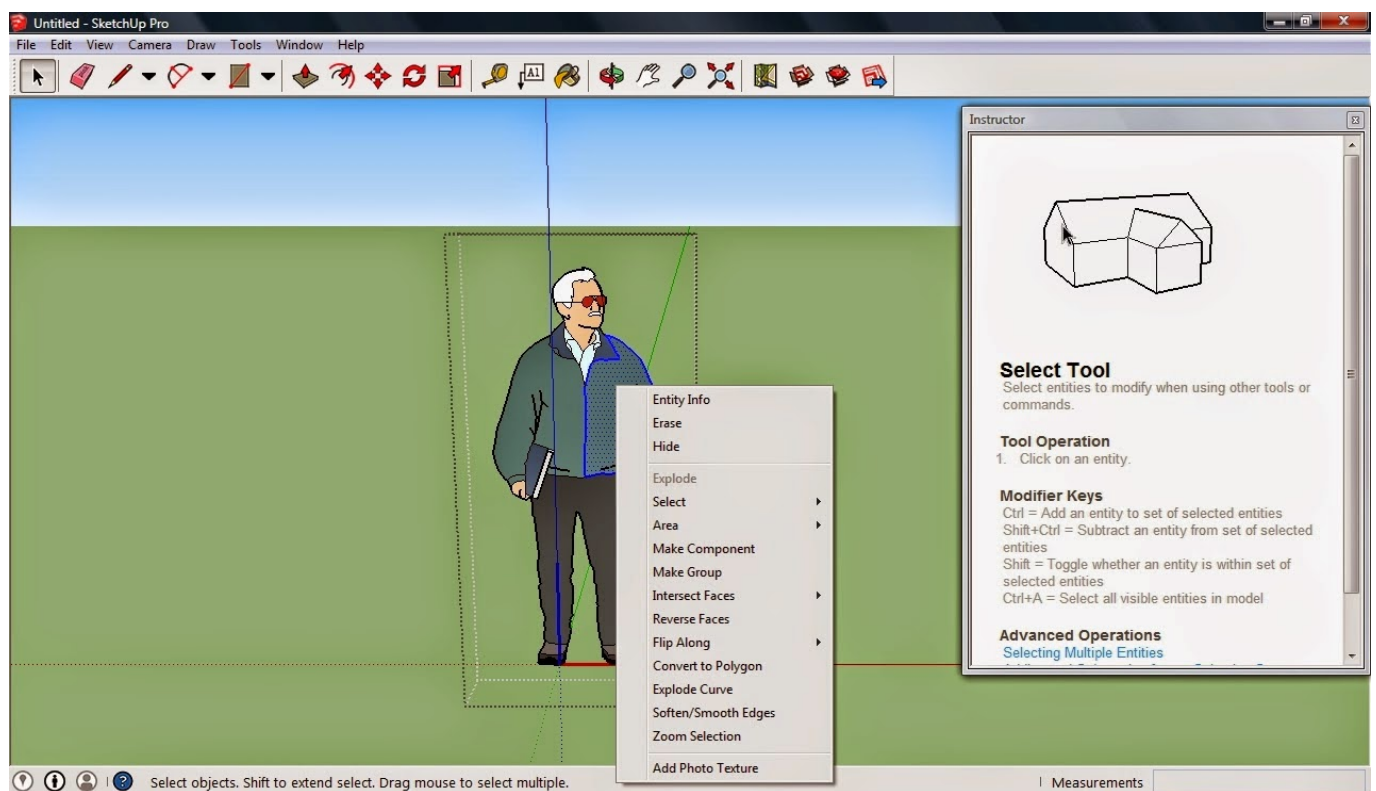 Untitled - SketchUp Pro
File Edit View Camera Draw Tools Window Help
A1
Instructor
Select Tool
Select entities to modify when using other tools or
commands.
Tool Operation
1. Click on an entity.
Modifier Keys
Ctrl = Add an entity to set of selected entities
Shift+Ctrl = Subtract an entity from set of selected
entities
Shift = Toggle whether an entity is within set of
selected entities
Ctrl+A = Select all visible entities in model
Advanced Operations
Selecting Multiple Entities
Entity Info
Erase
Hide
Explode
Select
Area
Make Component
Make Group
Intersect Faces
Reverse Faces
Flip Along
Convert to Polygon
Explode Curve
Soften/Smooth Edges
Zoom Selection
Add Photo Texture
Select objects. Shift to extend select. Drag mouse to select multiple.
Measurements